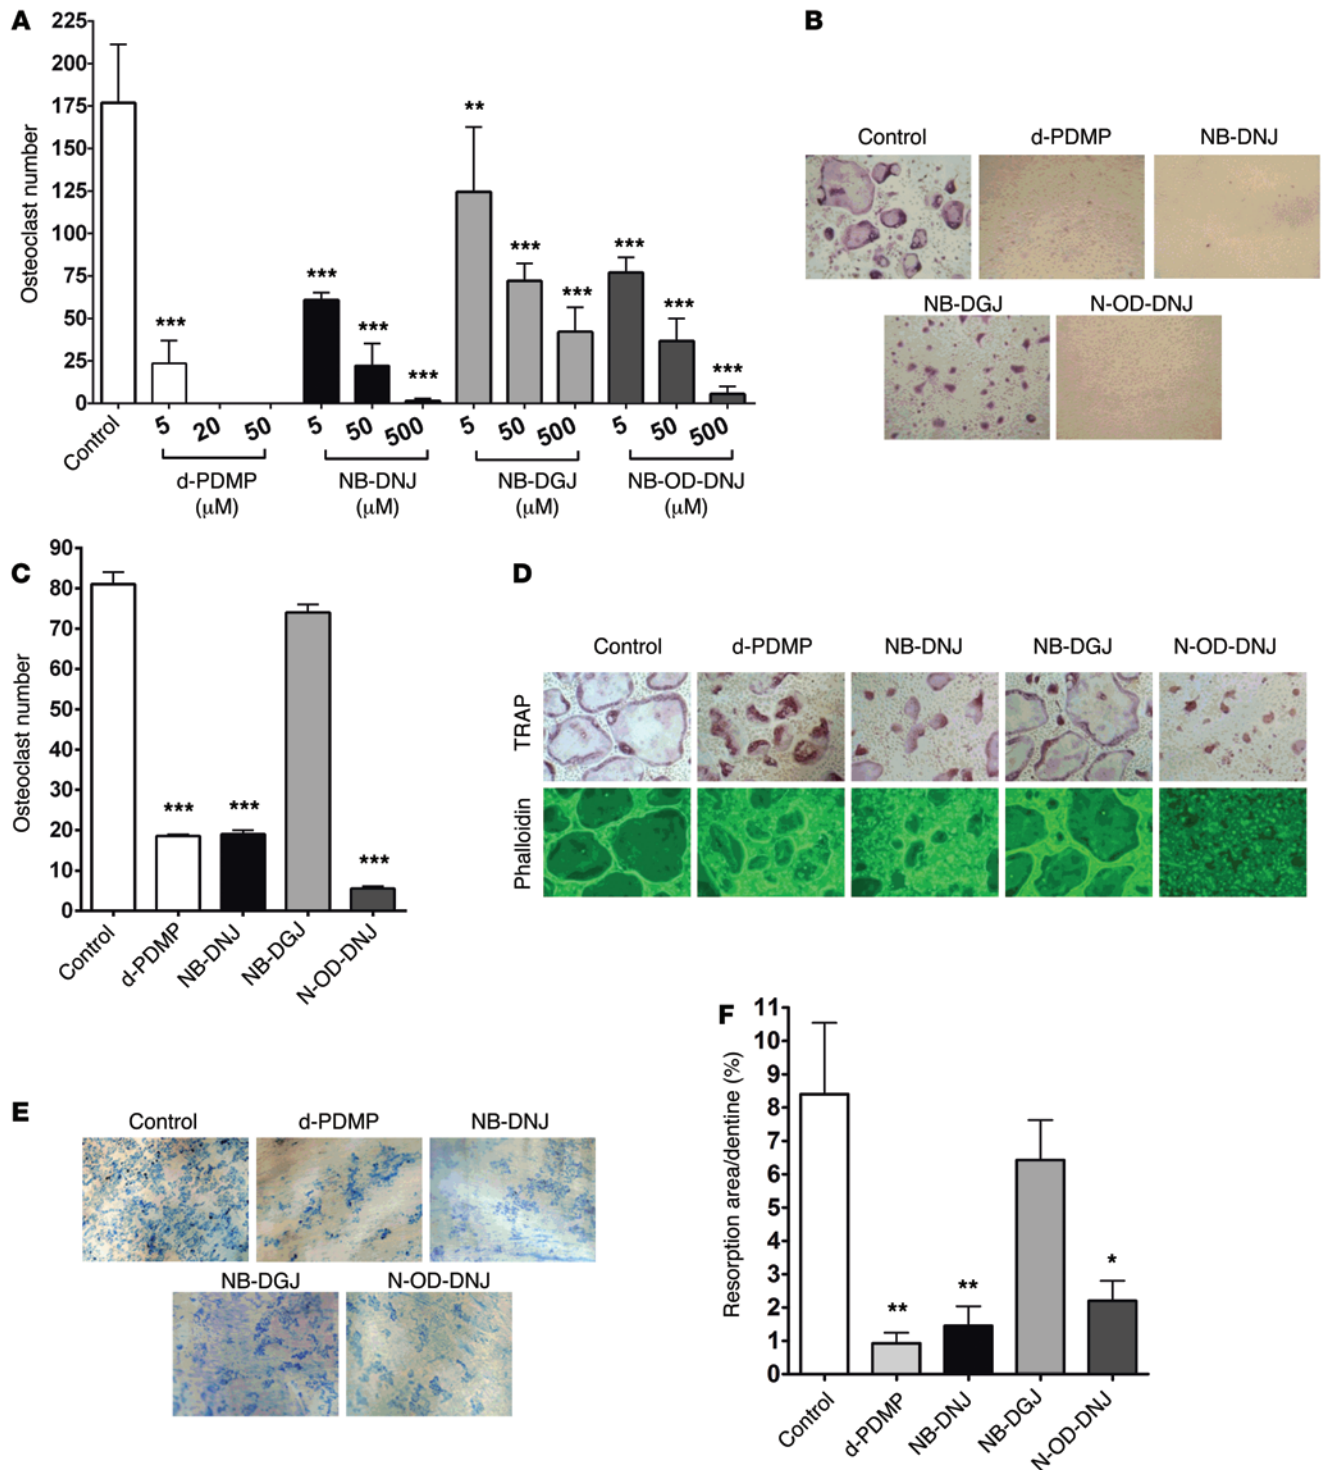 A
Osteoclast number
225
200
175
150
125
100
75
50
25
0
***
***
***
***
**
***
***
***
***
***
Control
5 20 50
5 50 500
5 50 500
5 50 500
d-PDMP
(μM)
NB-DNJ
(μM)
NB-DGJ
(μM)
NB-OD-DNJ
(μM)
B
Control d-PDMP NB-DNJ
NB-DGJ N-OD-DNJ
C
Osteoclast number
90
80
70
60
50
40
30
20
10
0
*** *** ***
Control d-PDMP NB-DNJ NB-DGJ N-OD-DNJ
D
Control d-PDMP NB-DNJ NB-DGJ N-OD-DNJ
TRAP
Phalloidin
E
Control d-PDMP NB-DNJ
NB-DGJ N-OD-DNJ
F
Resorption area/dentine (%)
11
10
9
8
7
6
5
4
3
2
1
0
** ** *
Control d-PDMP NB-DNJ NB-DGJ N-OD-DNJ